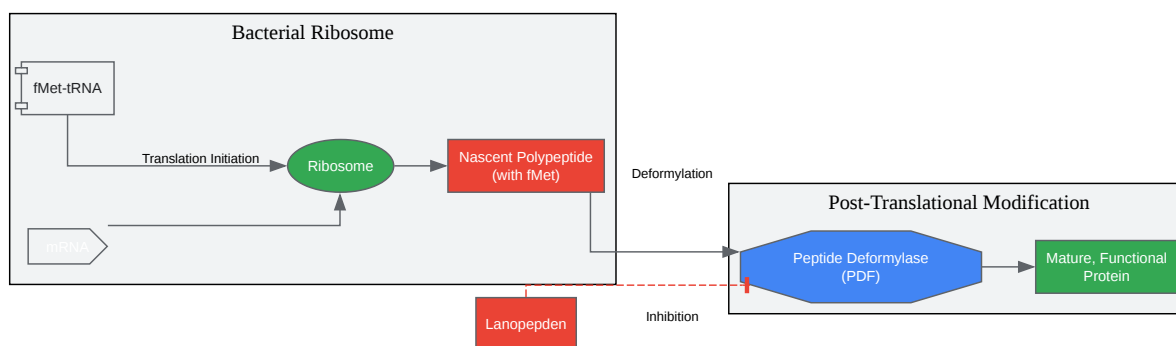 Bacterial Ribosome
fMet-tRNA
Translation Initiation
Ribosome
Nascent Polypeptide
(with fMet)
mRNA
Deformylation
Post-Translational Modification
Peptide Deformylase
(PDF)
Mature, Functional
Protein
Lanopepden
Inhibition